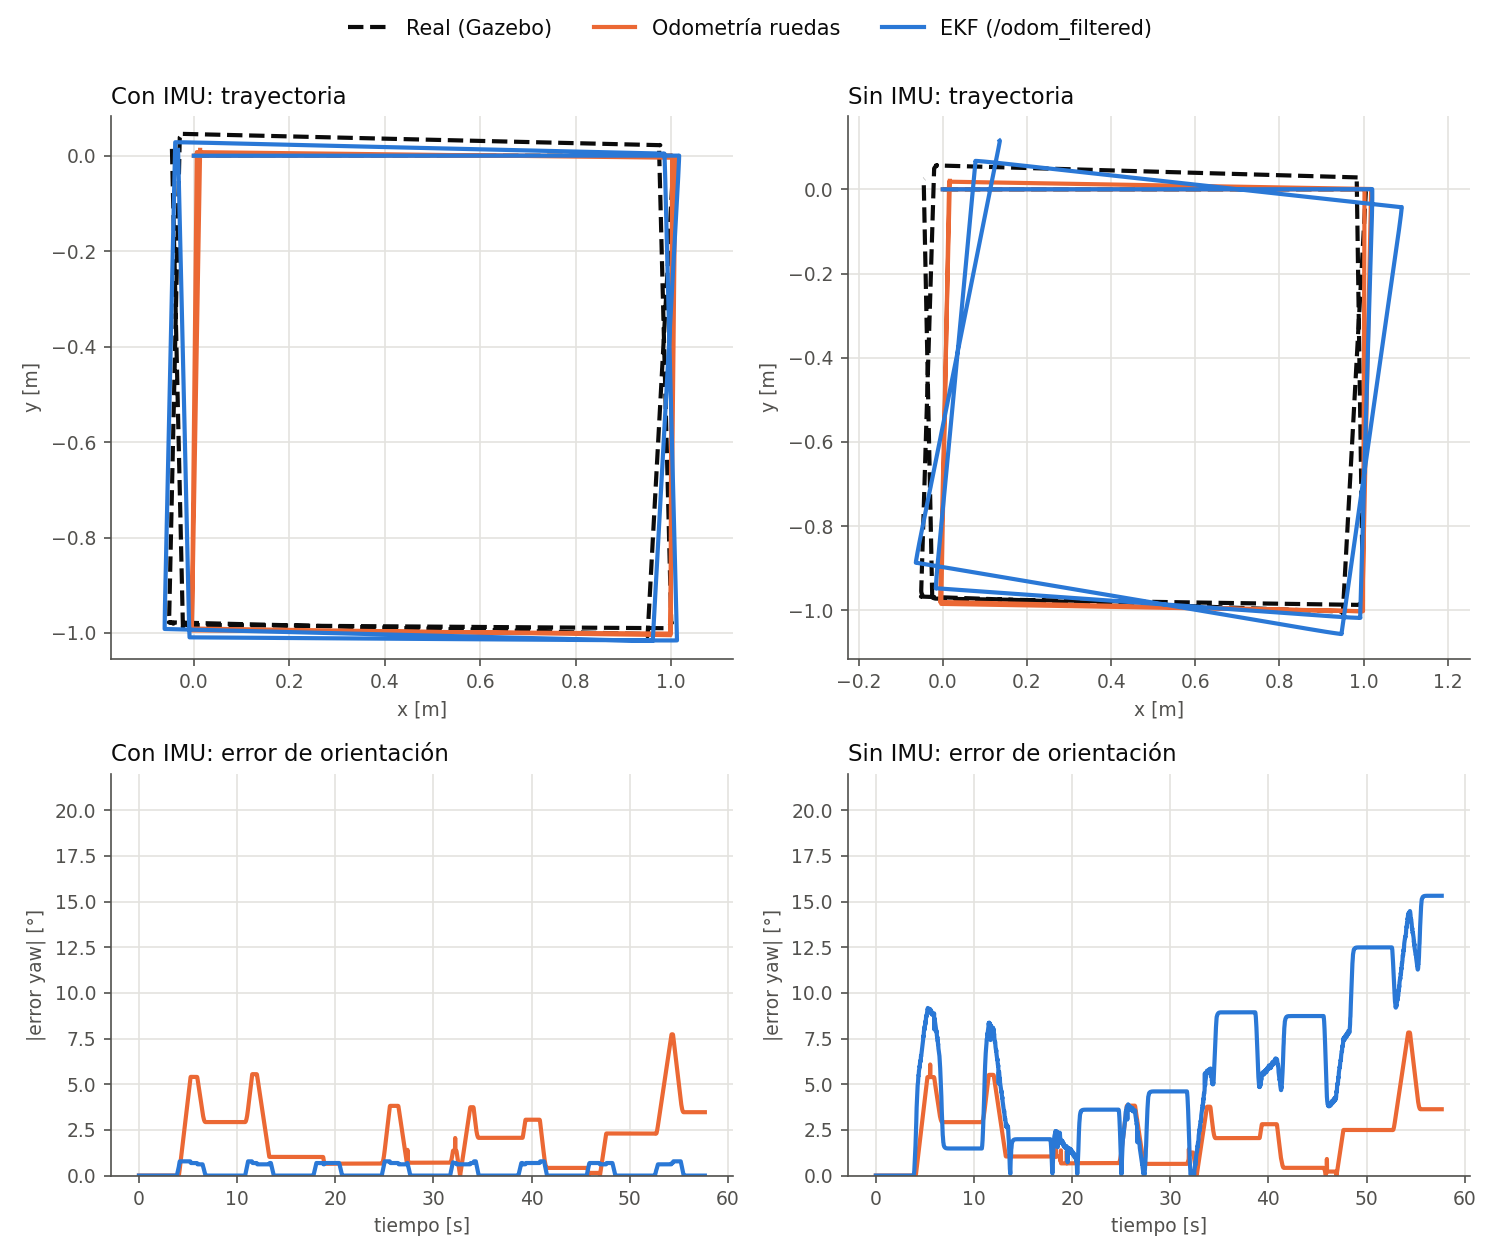 Real (Gazebo) Odometría ruedas EKF (/odom_filtered)
Con IMU: trayectoria
0.0
−0.2
−0.4
−0.6
−0.8
−1.0
y [m]
0.0 0.2 0.4 0.6 0.8 1.0
x [m]
Sin IMU: trayectoria
0.0
−0.2
−0.4
−0.6
−0.8
−1.0
y [m]
−0.2 0.0 0.2 0.4 0.6 0.8 1.0 1.2
x [m]
Con IMU: error de orientación
20.0
17.5
15.0
12.5
10.0
7.5
5.0
2.5
0.0
|error yaw| [°]
0 10 20 30 40 50 60
tiempo [s]
Sin IMU: error de orientación
20.0
17.5
15.0
12.5
10.0
7.5
5.0
2.5
0.0
|error yaw| [°]
0 10 20 30 40 50 60
tiempo [s]